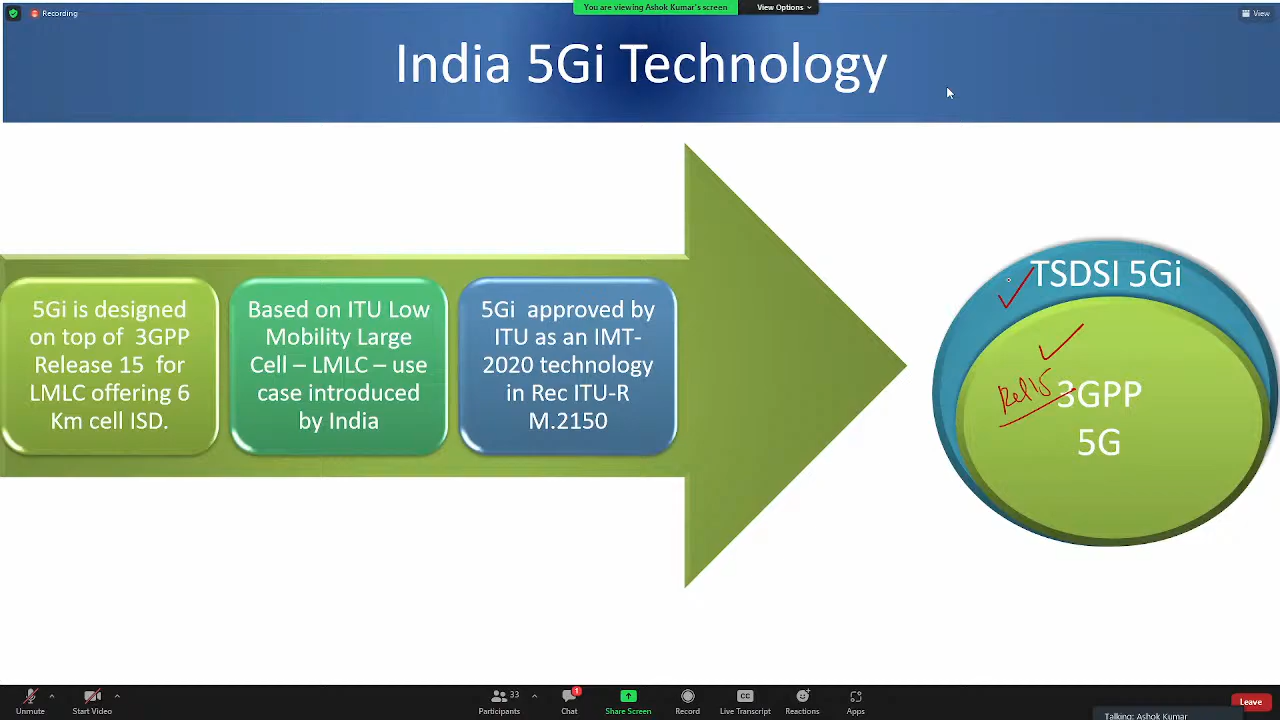 Recording
You are viewing Ashok Kumar's screen
View Options
View
India 5Gi Technology
5Gi is designed
on top of 3GPP
Release 15 for
LMLC offering 6
Km cell ISD.
Based on ITU Low
Mobility Large
Cell – LMLC – use
case introduced
by India
5Gi approved by
ITU as an IMT-
2020 technology
in Rec ITU-R
M.2150
TSDSI 5Gi
Rel15
3GPP
5G
Unmute
Start Video
33
Participants
1
Chat
Share Screen
Record
CC
Live Transcript
Reactions
Apps
Leave
Talking: Ashok Kumar